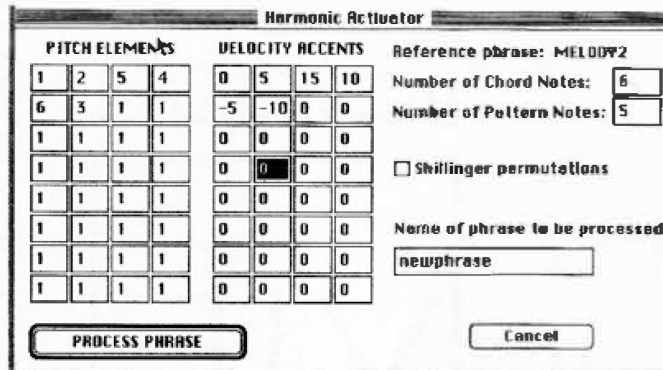 Harmonic Activator
PITCH ELEMENTS
1 2 5 4
6 3 1 1
1 1 1 1
1 1 1 1
1 1 1 1
1 1 1 1
1 1 1 1
1 1 1 1
VELOCITY ACCENTS
0 5 15 10
-5 -10 0 0
0 0 0 0
0 0 0 0
0 0 0 0
0 0 0 0
0 0 0 0
0 0 0 0
Reference phrase: MELODY2
Number of Chord Notes: 6
Number of Pattern Notes: 5
Shillinger permutations
Name of phrase to be processed
newphrase
PROCESS PHRASE
Cancel